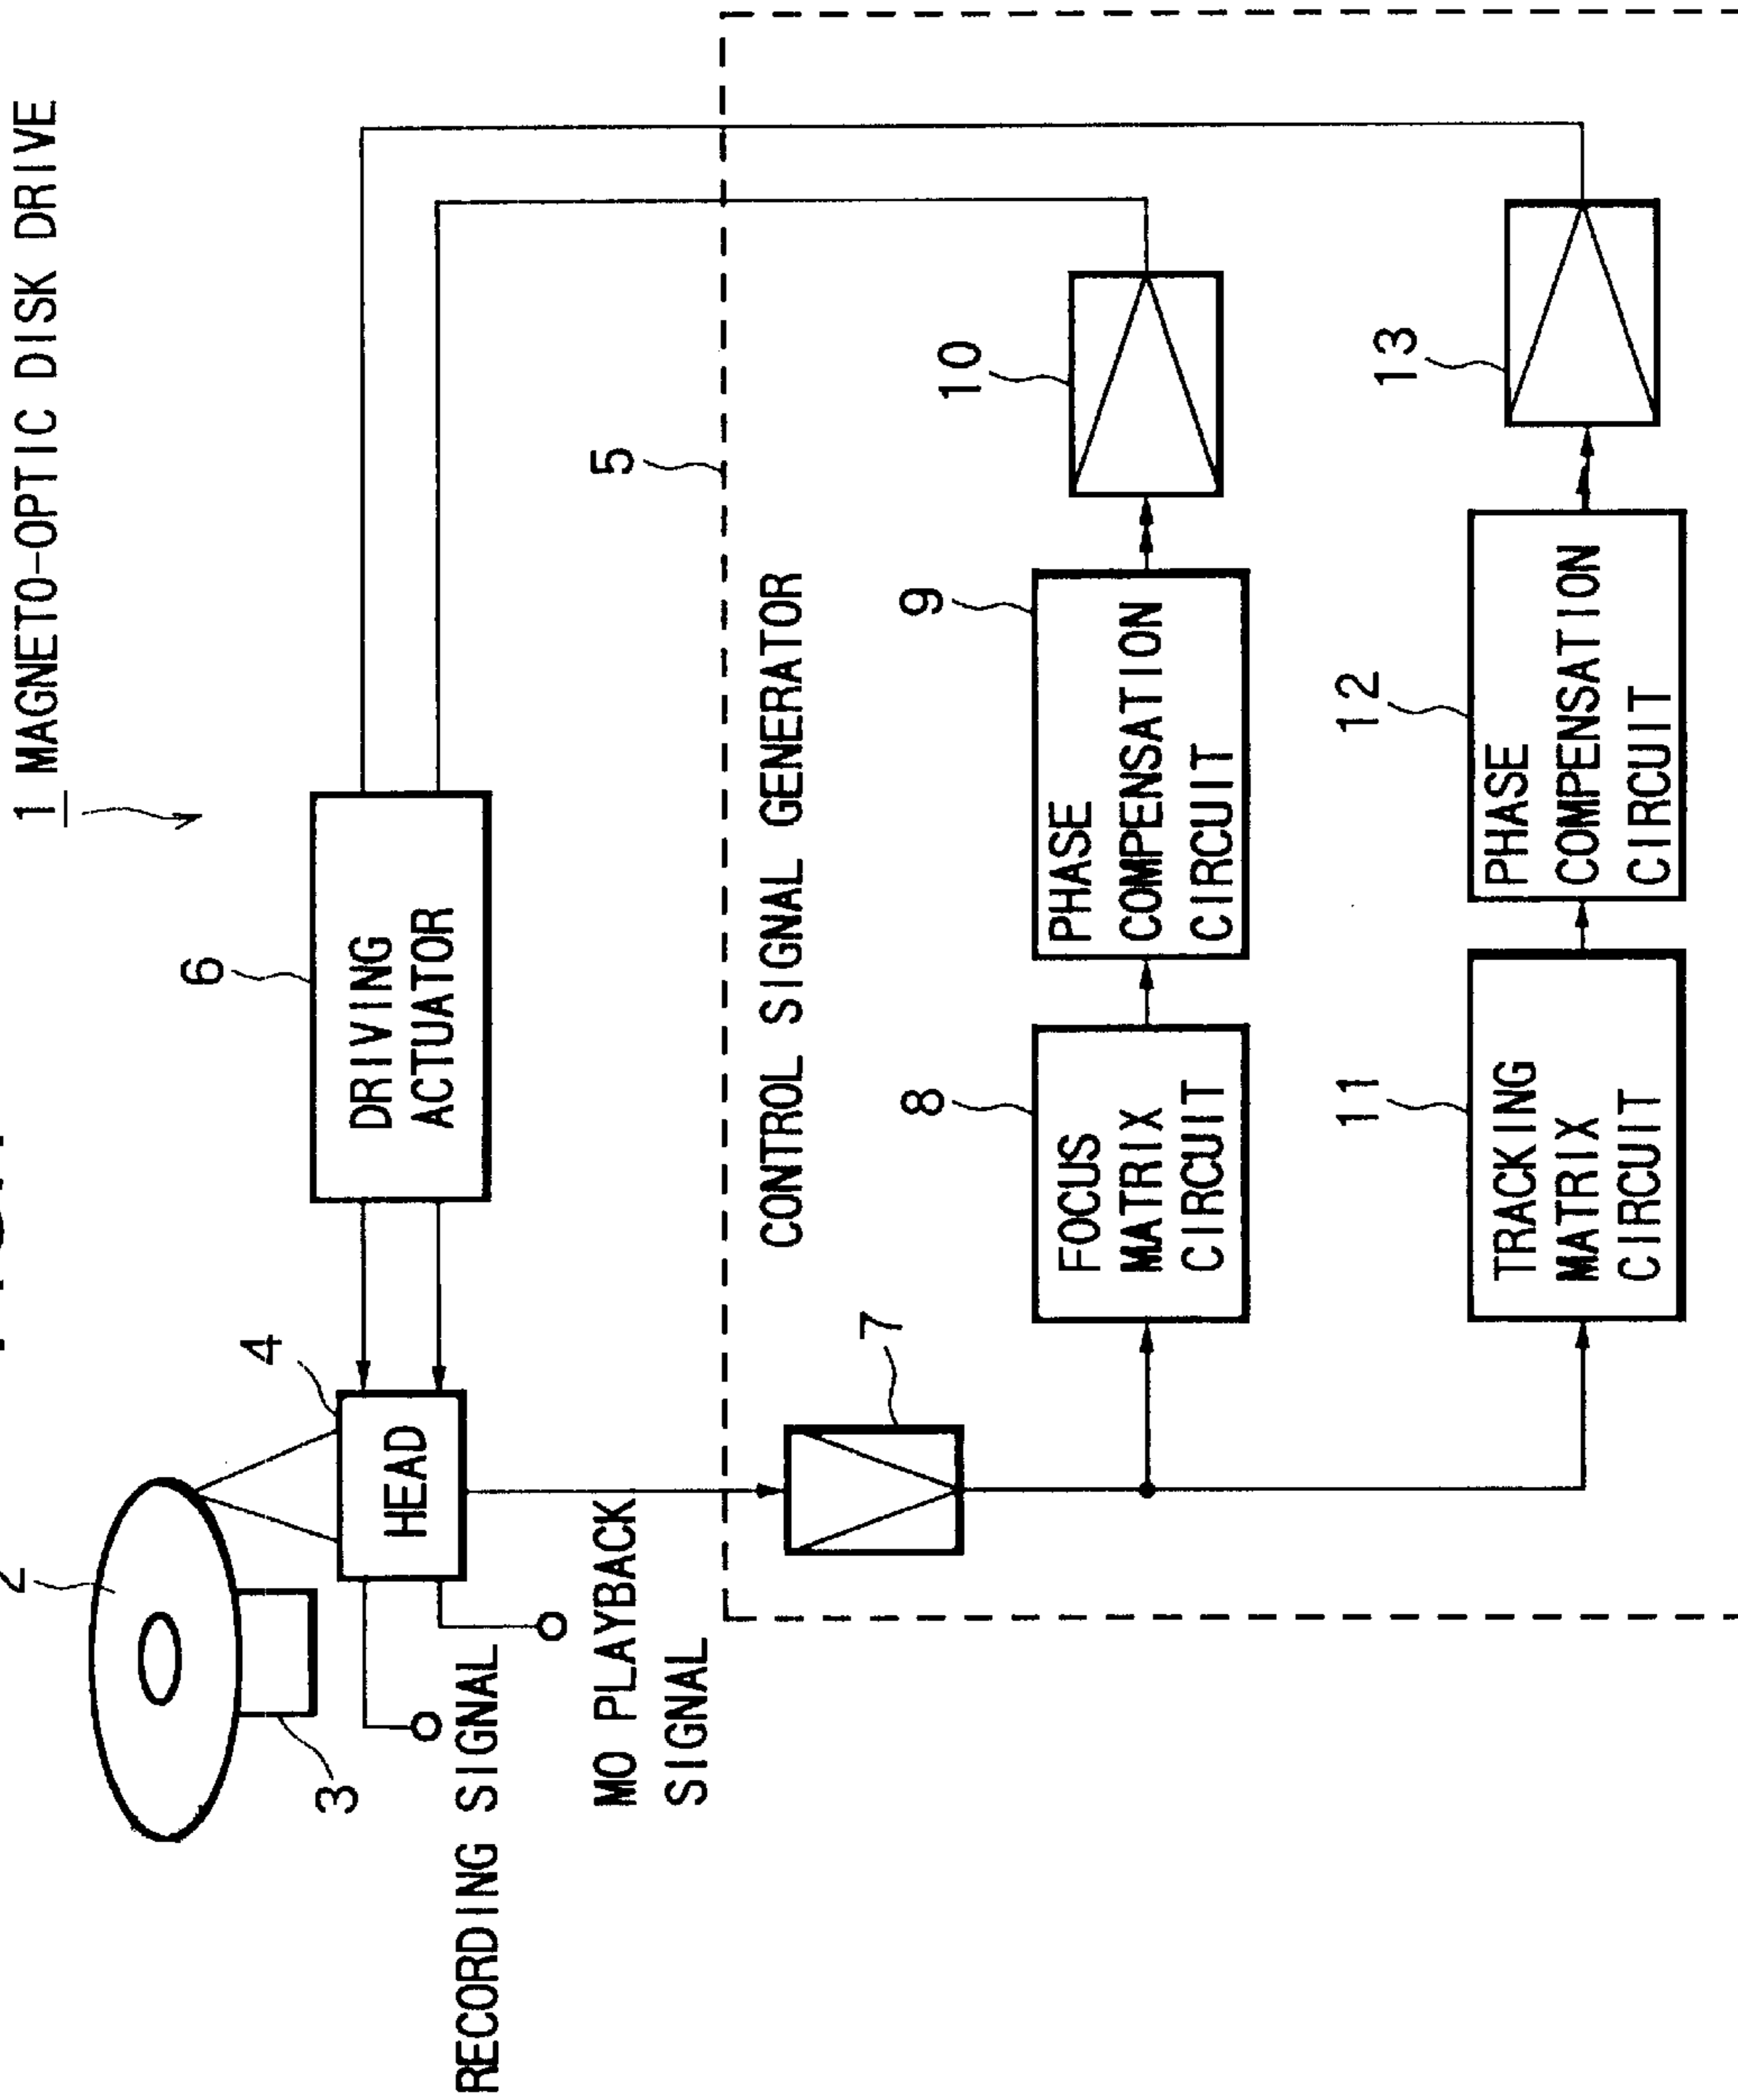 1 MAGNETO-OPTIC DISK DRIVE
2
3
4
HEAD
6
DRIVING
ACTUATOR
RECORDING SIGNAL
MO PLAYBACK
SIGNAL
5
CONTROL SIGNAL GENERATOR
7
8
FOCUS
MATRIX
CIRCUIT
9
PHASE
COMPENSATION
CIRCUIT
10
11
TRACKING
MATRIX
CIRCUIT
12
PHASE
COMPENSATION
CIRCUIT
13